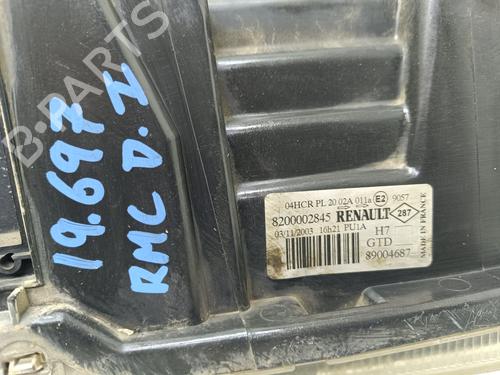 B-PARTS
19.697
RMC D.I
04HCR PL 20 02A 011a E2 9057
8200002845 RENAULT 287
03/11/2003 16h21 PU1A H7
GTD
89004687
MADE IN FRANCE